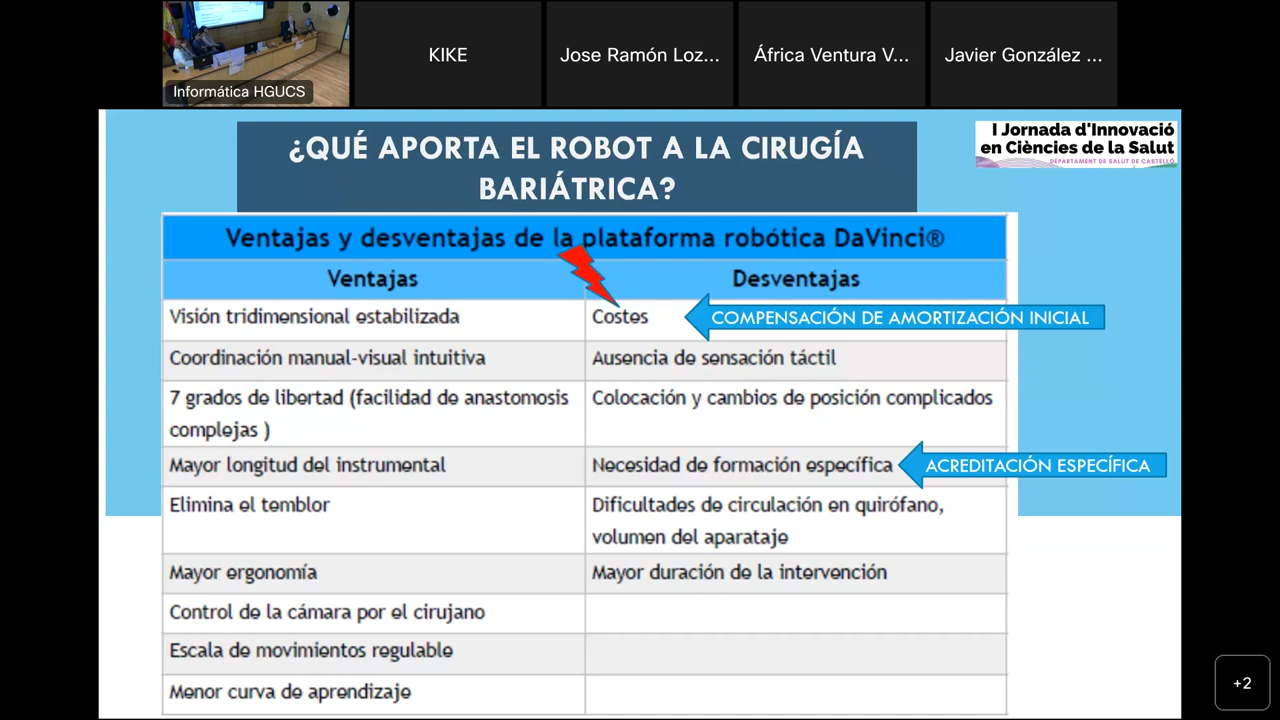 Informática HGUCS
KIKE
Jose Ramón Loz...
África Ventura V...
Javier González ...
¿QUÉ APORTA EL ROBOT A LA CIRUGÍA
BARIÁTRICA?
I Jornada d'Innovació
en Ciències de la Salut
DEPARTAMENT DE SALUT DE CASTELLÓ
Ventajas y desventajas de la plataforma robótica DaVinci®
Ventajas
Desventajas
Visión tridimensional estabilizada
Costes
COMPENSACIÓN DE AMORTIZACIÓN INICIAL
Coordinación manual-visual intuitiva
Ausencia de sensación táctil
7 grados de libertad (facilidad de anastomosis
complejas )
Colocación y cambios de posición complicados
Mayor longitud del instrumental
Necesidad de formación específica
ACREDITACIÓN ESPECÍFICA
Elimina el temblor
Dificultades de circulación en quirófano,
volumen del aparataje
Mayor ergonomía
Mayor duración de la intervención
Control de la cámara por el cirujano
Escala de movimientos regulable
Menor curva de aprendizaje
+2